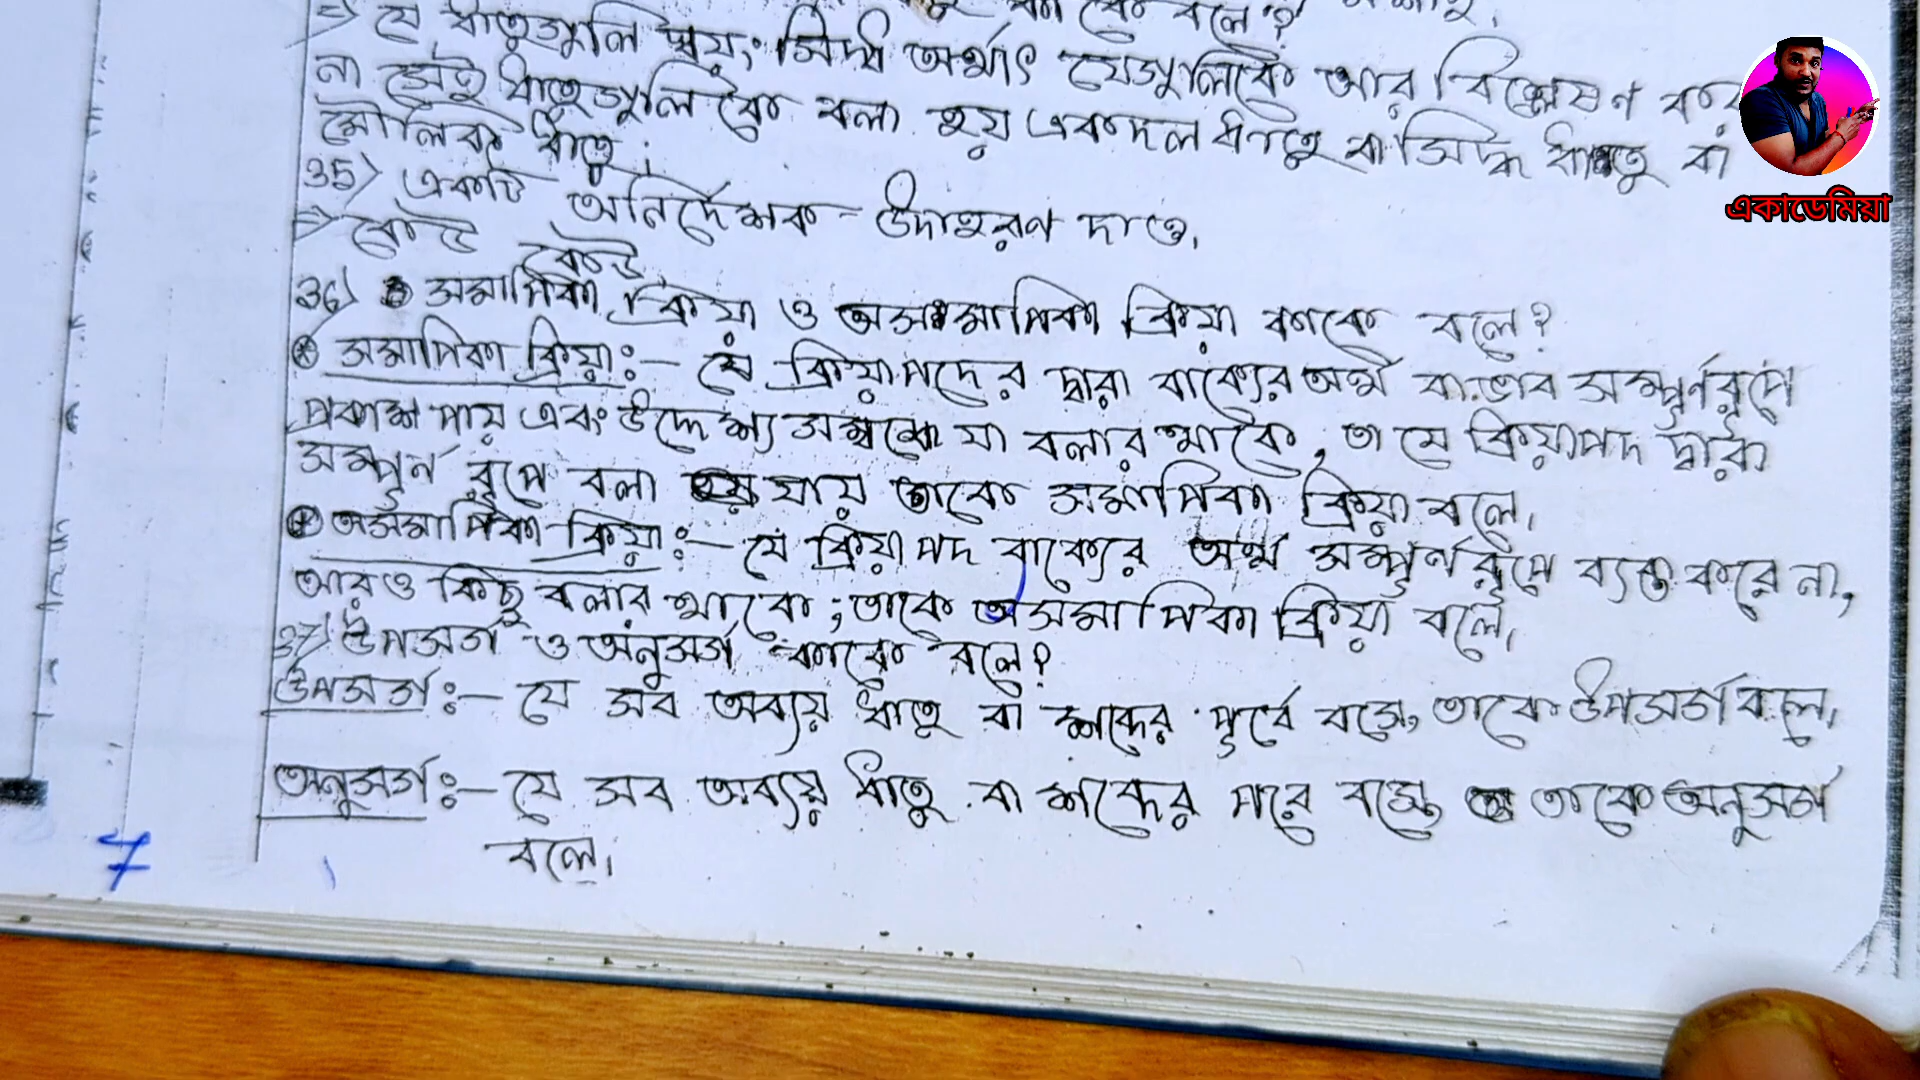 কাকে বলে?
=> যে ধাতুগুলি স্বয়ং সিদ্ধ অর্থাৎ যেগুলিকে আর বিশ্লেষণ করা
না সেই ধাতুগুলি কে বলা হয় একদল ধাতু বা সিদ্ধ ধাতু বা
মৌলিক ধাতু।
35) একটি অনির্দেশক উদাহরণ দাও।
=> কেউ কেউ
36) সমাপিকা ক্রিয়া ও অসমাপিকা ক্রিয়া কাকে বলে?
সমাপিকা ক্রিয়া:- যে ক্রিয়াপদের দ্বারা বাক্যের অর্থ বা ভাব সম্পূর্ণরূপে
প্রকাশ পায় এবং উদ্দেশ্য সম্বন্ধে যা বলার থাকে, তা সে ক্রিয়াপদ দ্বারা
সম্পূর্ণ রূপে বলা যায় তাকে সমাপিকা ক্রিয়া বলে।
অসমাপিকা ক্রিয়া:- যে ক্রিয়া পদ বাক্যের অর্থ সম্পূর্ণরূপে ব্যক্ত করে না,
আরও কিছু বলার থাকে, তাকে অসমাপিকা ক্রিয়া বলে।
37) উপসর্গ ও অনুসর্গ কাকে বলে?
উপসর্গ:- যে সব অব্যয় ধাতু বা শব্দের পূর্বে বসে, তাকে উপসর্গ বলে।
অনুসর্গ:- যে সব অব্যয় ধাতু বা শব্দের পরে বসে তাকে অনুসর্গ
বলে।
7
একাডেমিয়া